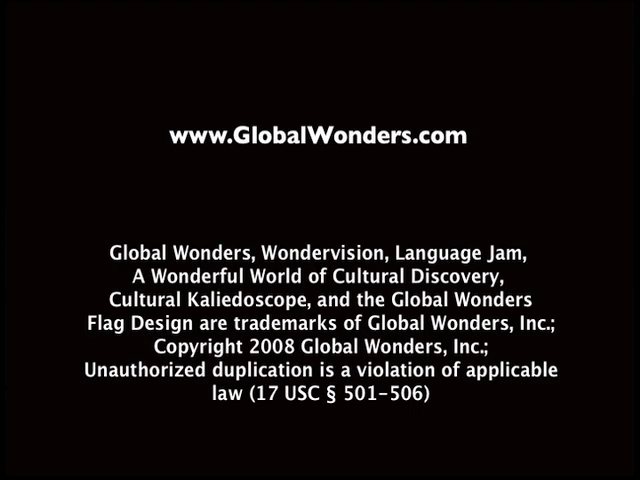 www.GlobalWonders.com
Global Wonders, Wondervision, Language Jam,
A Wonderful World of Cultural Discovery,
Cultural Kaliedoscope, and the Global Wonders
Flag Design are trademarks of Global Wonders, Inc.;
Copyright 2008 Global Wonders, Inc.;
Unauthorized duplication is a violation of applicable
law (17 USC § 501-506)